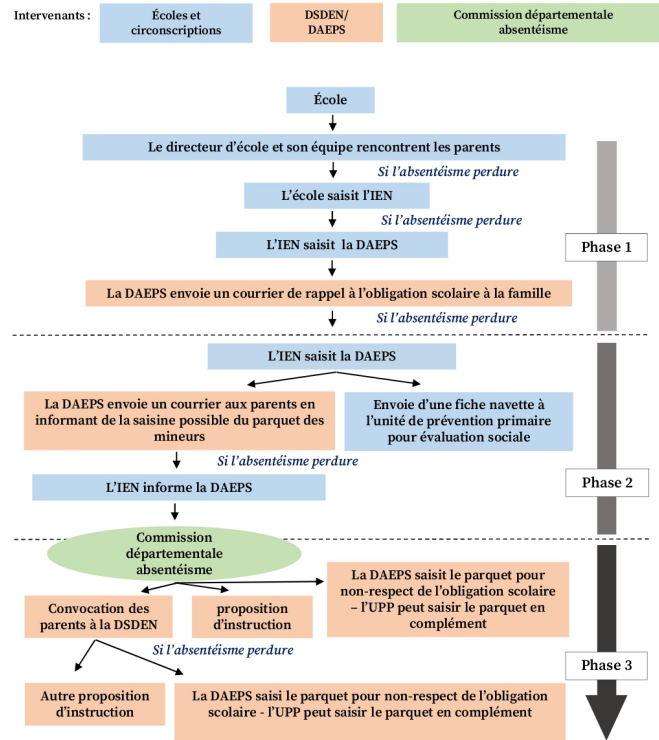 Intervenants :
Écoles et
circonscriptions
DSDEN/
DAEPS
Commission départementale
absentéisme
École
Le directeur d'école et son équipe rencontrent les parents
Si l'absentéisme perdure
L'école saisit l'IEN
Si l'absentéisme perdure
L'IEN saisit la DAEPS
Phase 1
La DAEPS envoie un courrier de rappel à l'obligation scolaire à la famille
Si l'absentéisme perdure
L'IEN saisit la DAEPS
La DAEPS envoie un courrier aux parents en
informant de la saisine possible du parquet des
mineurs
Envoie d'une fiche navette à
l'unité de prévention primaire
pour évaluation sociale
Si l'absentéisme perdure
L'IEN informe la DAEPS
Phase 2
Commission
départementale
absentéisme
La DAEPS saisit le parquet pour
non-respect de l'obligation scolaire
– l'UPP peut saisir le parquet en
complément
Convocation des
parents à la DSDEN
proposition
d'instruction
Si l'absentéisme perdure
Phase 3
Autre proposition
d'instruction
La DAEPS saisi le parquet pour non-respect de l'obligation
scolaire - l'UPP peut saisir le parquet en complément